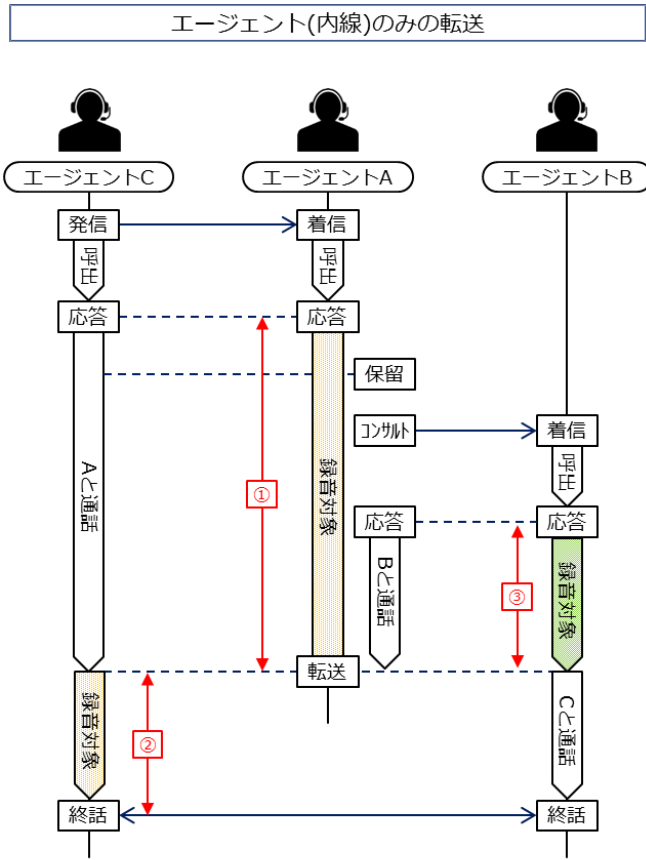 エージェント(内線)のみの転送
エージェントC
エージェントA
エージェントB
発信
着信
呼出
呼出
応答
応答
保留
コンサルト
着信
呼出
Aと通話
①
録音対象
応答
応答
Bと通話
③
録音対象
転送
録音対象
②
Cと通話
終話
終話